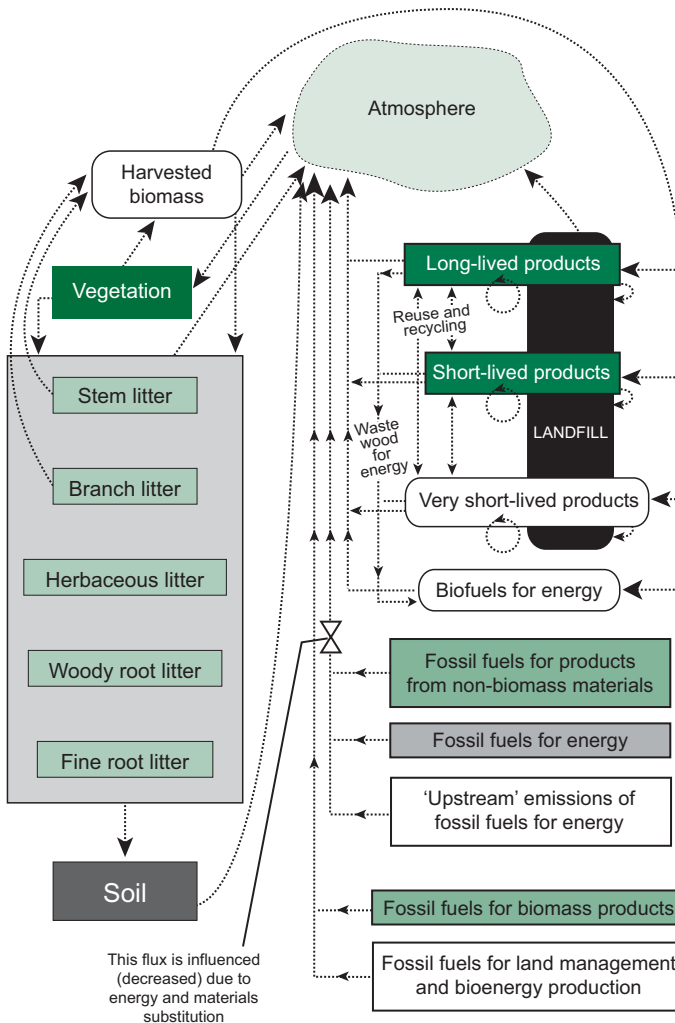 Atmosphere
Harvested
biomass
Vegetation
Long-lived products
Reuse and
recycling
Short-lived products
Stem litter
LANDFILL
Waste
wood
for
energy
Branch litter
Very short-lived products
Herbaceous litter
Biofuels for energy
Woody root litter
Fossil fuels for products
from non-biomass materials
Fossil fuels for energy
Fine root litter
'Upstream' emissions of
fossil fuels for energy
Soil
Fossil fuels for biomass products
This flux is influenced
(decreased) due to
energy and materials
substitution
Fossil fuels for land management
and bioenergy production